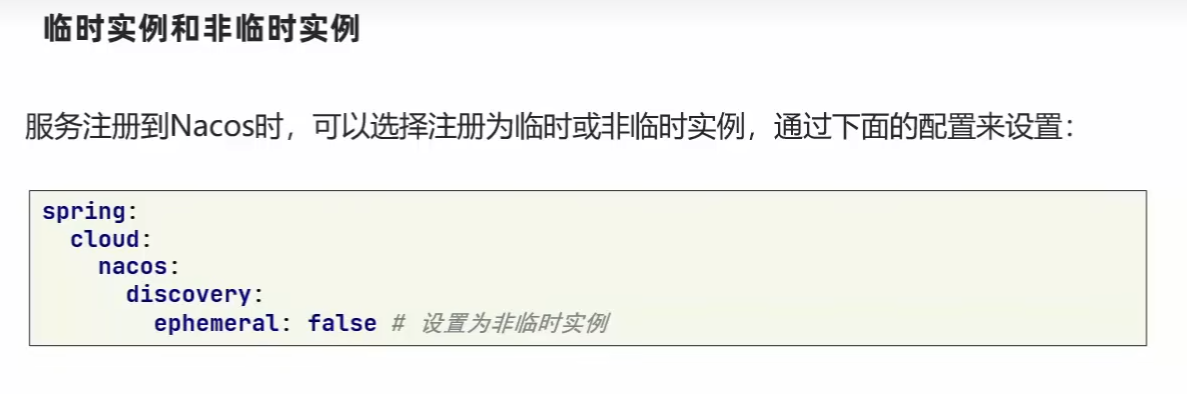 临时实例和非临时实例
服务注册到Nacos时，可以选择注册为临时或非临时实例，通过下面的配置来设置：
spring:
  cloud:
    nacos:
      discovery:
        ephemeral: false # 设置为非临时实例